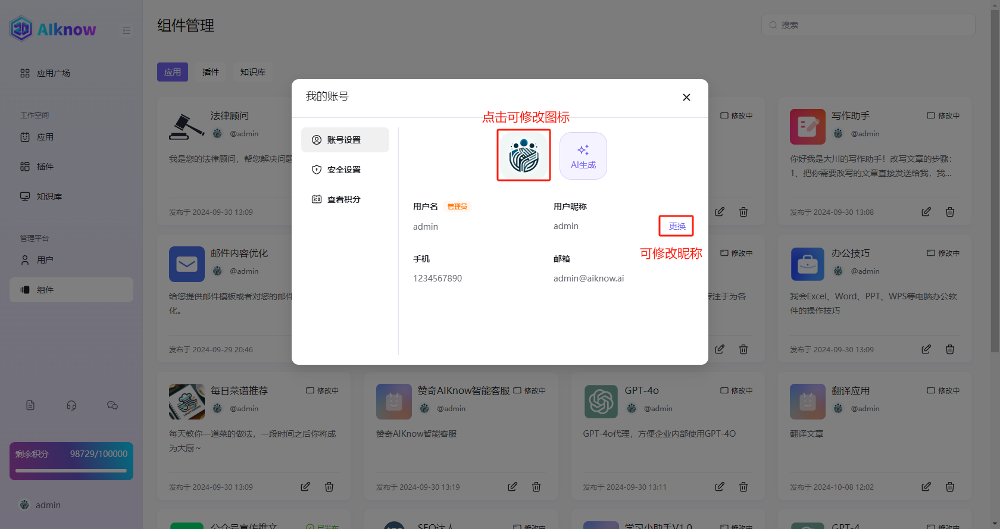 AIknow
应用广场
工作空间
应用
插件
知识库
管理平台
用户
组件
剩余积分 98729/100000
admin
组件管理
搜索
应用 插件 知识库
法律顾问
@admin
我是您的法律顾问，帮您解决问题
发布于 2024-09-30 13:09
修改中
写作助手
修改中
@admin
你好我是大川的写作助手！改写文章的步骤：
1、把你需要改写的文章直接发送给我，我...
发布于 2024-09-30 13:08
我的账号
点击可修改图标
账号设置
安全设置
查看积分
AI生成
用户名 管理员
admin
用户昵称
admin
更换
可修改昵称
手机
1234567890
邮箱
admin@aiknow.ai
邮件内容优化
@admin
给您提供邮件模板或者对您的邮件
化。
发布于 2024-09-29 20:46
修改中
注于为各
办公技巧
修改中
@admin
我会Excel、Word、PPT、WPS等电脑办公软
件的操作技巧
发布于 2024-09-30 13:09
每日菜谱推荐
修改中
@admin
每天教你一道菜的做法，一段时间之后你将成
为大厨～
发布于 2024-09-30 13:09
赞奇AIKnow智能客服
修改中
@admin
赞奇AIKnow智能客服
发布于 2024-09-30 13:19
GPT-4o
修改中
@admin
GPT-4o代理，方便企业内部使用GPT-4O
发布于 2024-09-30 13:11
翻译应用
修改中
@admin
翻译文章
发布于 2024-10-08 12:02
公众号宣传推文
已发布
SEO达人
修改中
学习小助手V1.0
修改中
GPT-4
修改中